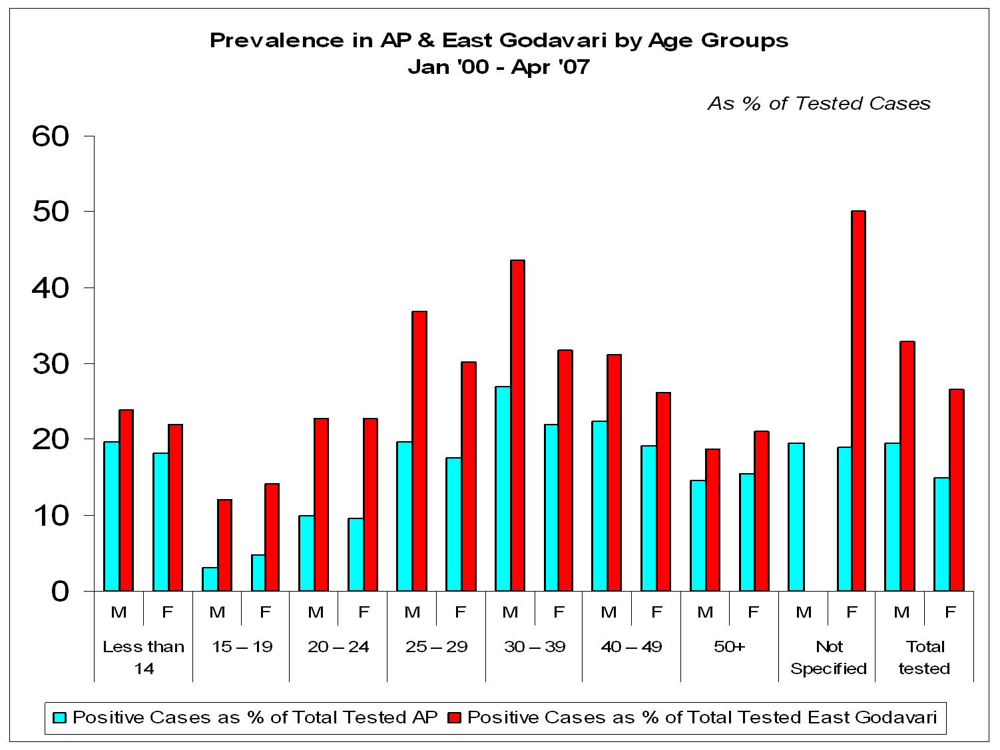 Prevalence in AP & East Godavari by Age Groups
Jan '00 - Apr '07
As % of Tested Cases
60
50
40
30
20
10
0
M F M F M F M F M F M F M F M F M F
Less than 15 – 19 20 – 24 25 – 29 30 – 39 40 – 49 50+ Not Total
14 Specified tested
Positive Cases as % of Total Tested AP Positive Cases as % of Total Tested East Godavari